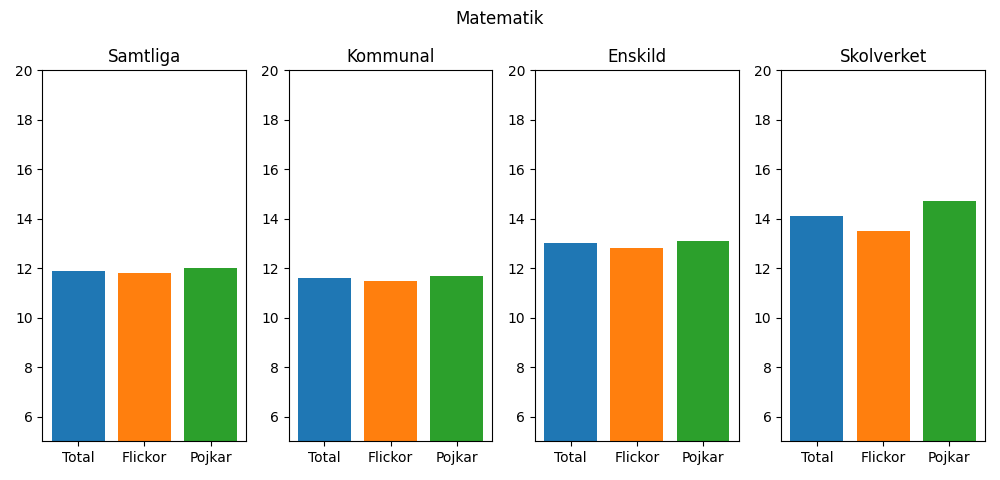 Matematik
Samtliga
Kommunal
Enskild
Skolverket
20 20 20 20
18 18 18 18
16 16 16 16
14 14 14 14
12 12 12 12
10 10 10 10
8 8 8 8
6 6 6 6
Total Flickor Pojkar
Total Flickor Pojkar
Total Flickor Pojkar
Total Flickor Pojkar